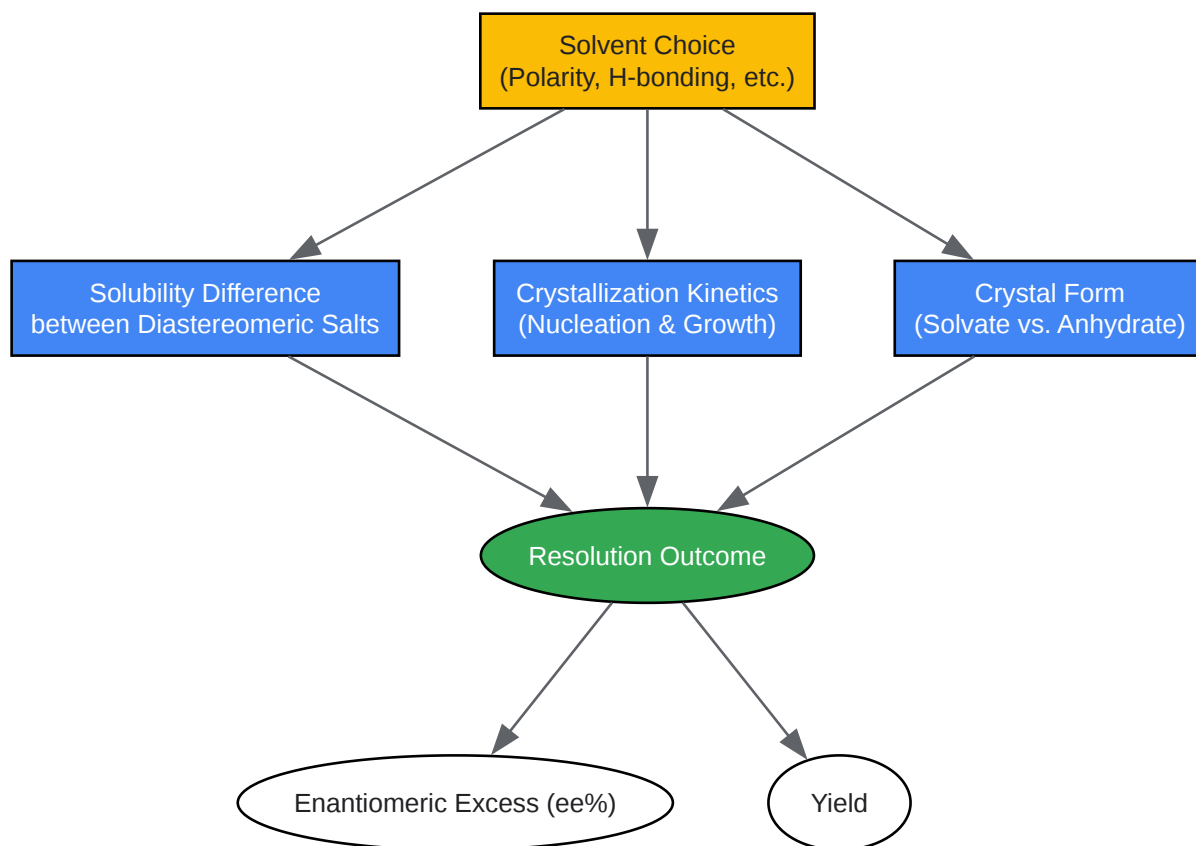 Solvent Choice
(Polarity, H-bonding, etc.)
Solubility Difference
between Diastereomeric Salts
Crystallization Kinetics
(Nucleation & Growth)
Crystal Form
(Solvate vs. Anhydrate)
Resolution Outcome
Enantiomeric Excess (ee%)
Yield